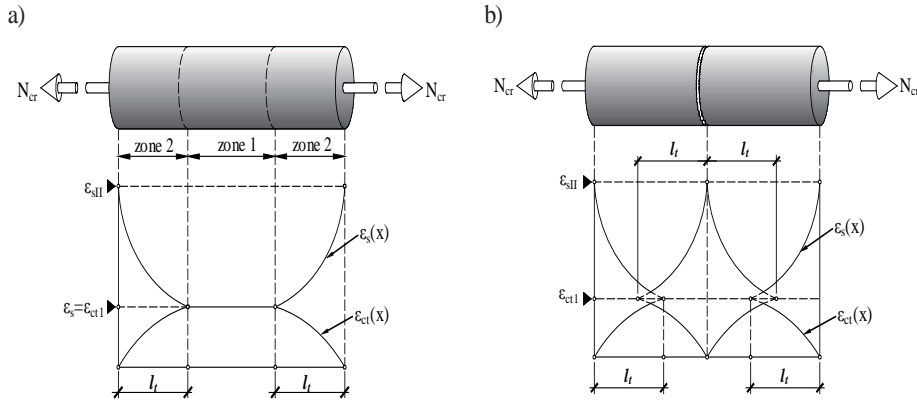 a)
N_cr
N_cr
zone 2
zone 1
zone 2
ε_sII
ε_s(x)
ε_s=ε_ct1
ε_ct(x)
l_t
l_t
b)
N_cr
N_cr
l_t
l_t
ε_sII
ε_s(x)
ε_ct1
ε_ct(x)
l_t
l_t